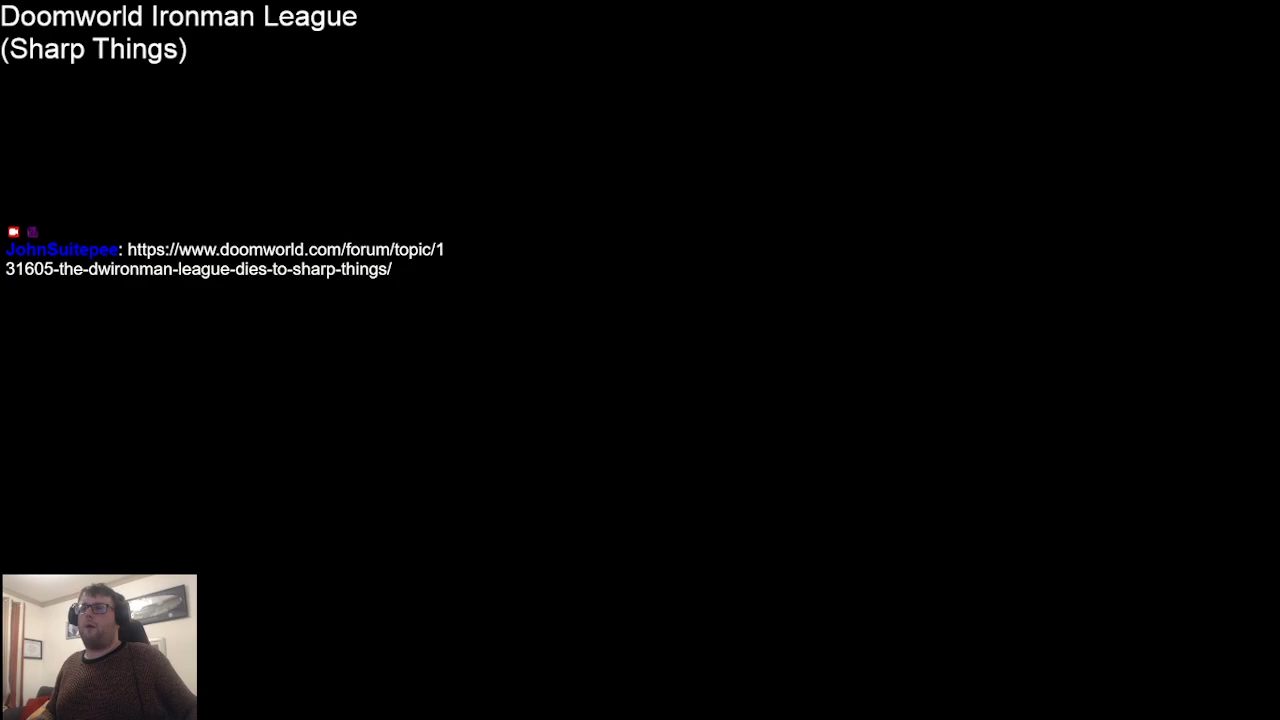 Doomworld Ironman League
(Sharp Things)
JohnSuitepee: https://www.doomworld.com/forum/topic/1
31605-the-dwironman-league-dies-to-sharp-things/